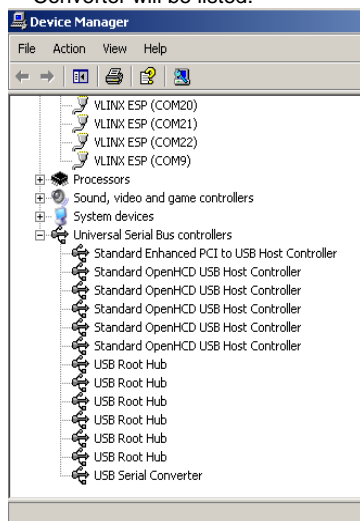 Converter will be listed.
Device Manager
File Action View Help
VLINX ESP (COM20)
VLINX ESP (COM21)
VLINX ESP (COM22)
VLINX ESP (COM9)
Processors
Sound, video and game controllers
System devices
Universal Serial Bus controllers
Standard Enhanced PCI to USB Host Controller
Standard OpenHCD USB Host Controller
Standard OpenHCD USB Host Controller
Standard OpenHCD USB Host Controller
Standard OpenHCD USB Host Controller
Standard OpenHCD USB Host Controller
USB Root Hub
USB Root Hub
USB Root Hub
USB Root Hub
USB Root Hub
USB Root Hub
USB Serial Converter